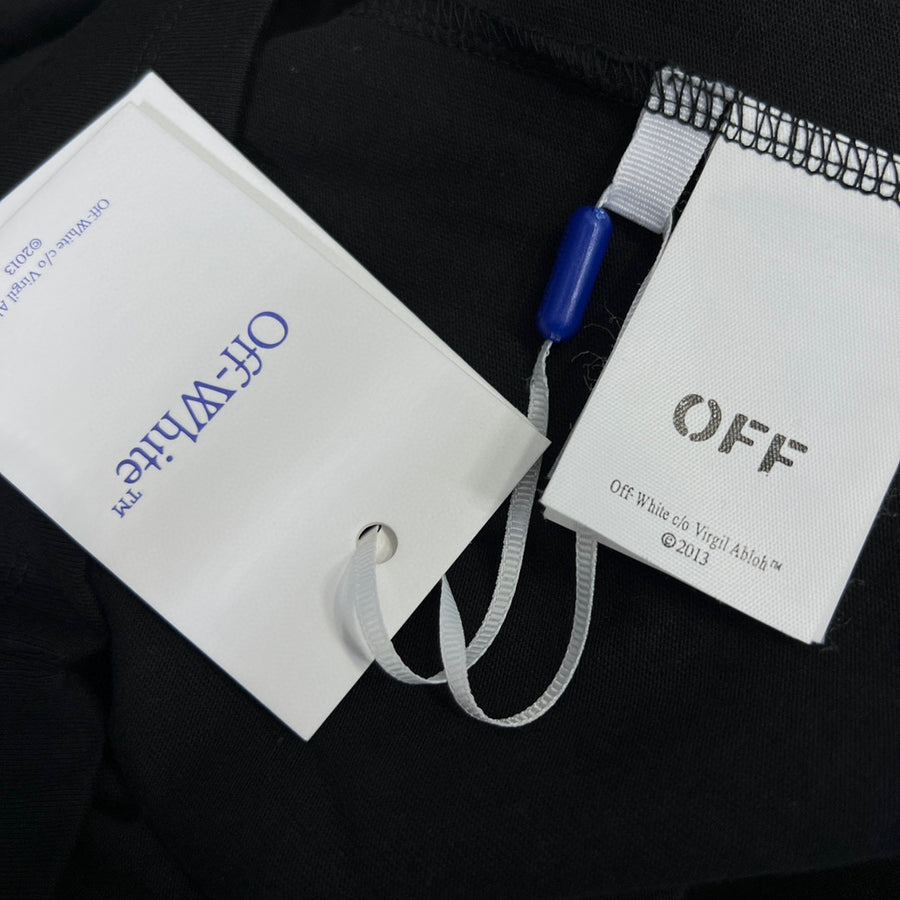 Off-White™
Off-White c/o Virgil
©2013
OFF
Off-White c/o Virgil Abloh™
©2013